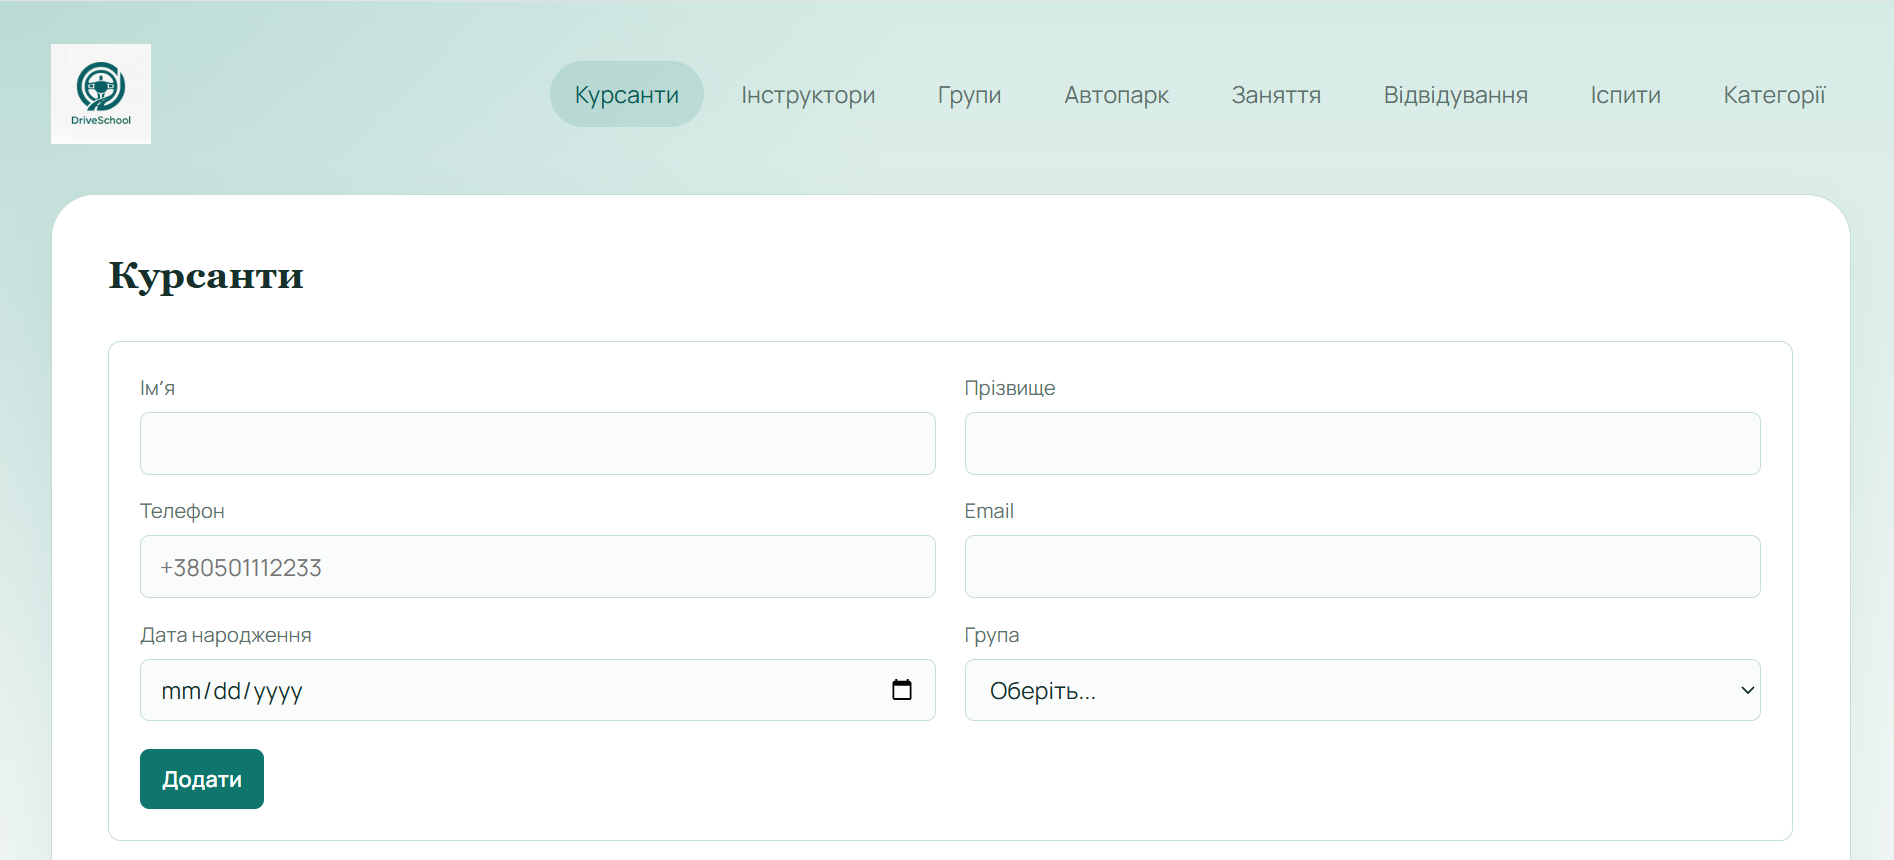 DriveSchool
Курсанти Інструктори Групи Автопарк Заняття Відвідування Іспити Категорії
Курсанти
Ім'я Прізвище
Телефон Email
+380501112233
Дата народження Група
mm/dd/yyyy Оберіть...
Додати